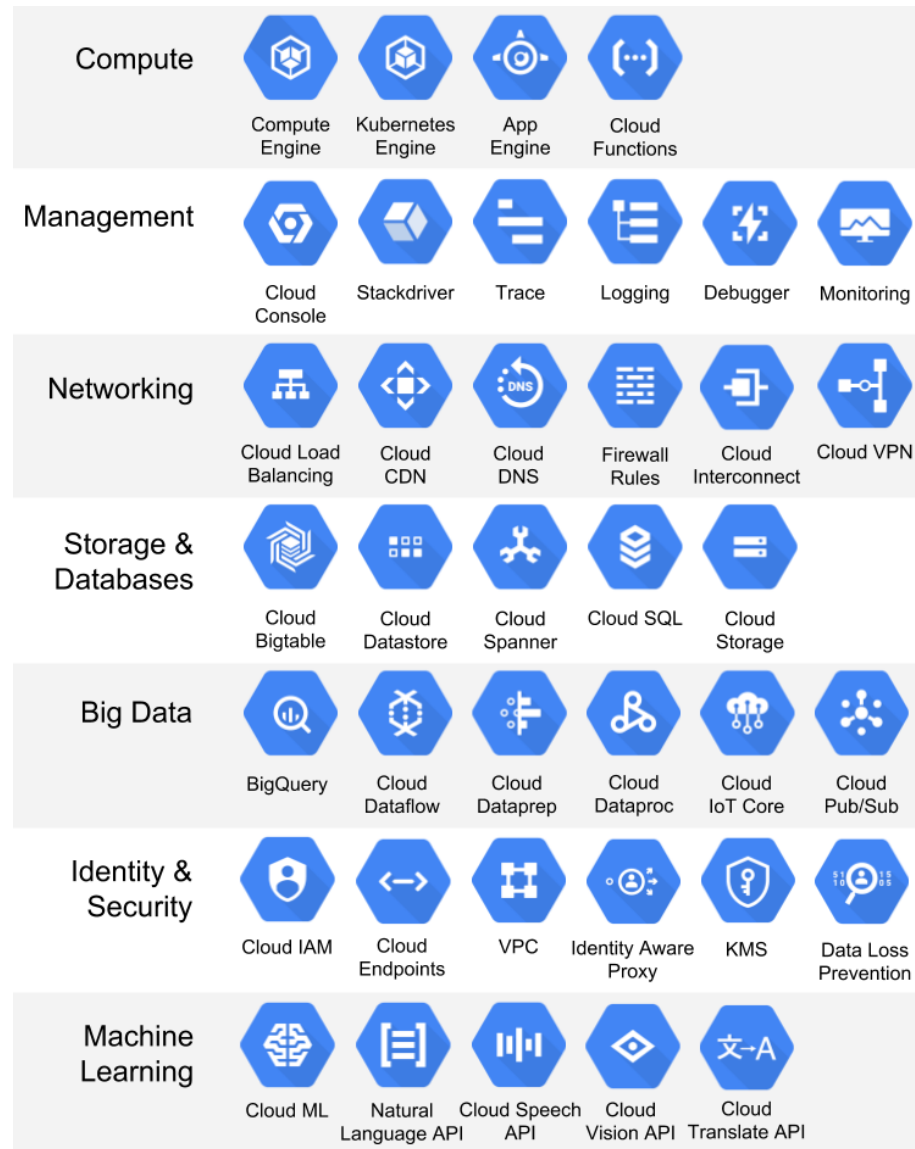 Compute
Compute Engine
Kubernetes Engine
App Engine
Cloud Functions
Management
Cloud Console
Stackdriver
Trace
Logging
Debugger
Monitoring
Networking
Cloud Load Balancing
Cloud CDN
DNS
Cloud DNS
Firewall Rules
Cloud Interconnect
Cloud VPN
Storage &
Databases
Cloud Bigtable
Cloud Datastore
Cloud Spanner
Cloud SQL
Cloud Storage
Big Data
BigQuery
Cloud Dataflow
Cloud Dataprep
Cloud Dataproc
Cloud IoT Core
Cloud Pub/Sub
Identity &
Security
Cloud IAM
Cloud Endpoints
VPC
Identity Aware Proxy
KMS
51 15
10 05
Data Loss Prevention
Machine
Learning
Cloud ML
Natural Language API
Cloud Speech API
Cloud Vision API
文→A
Cloud Translate API